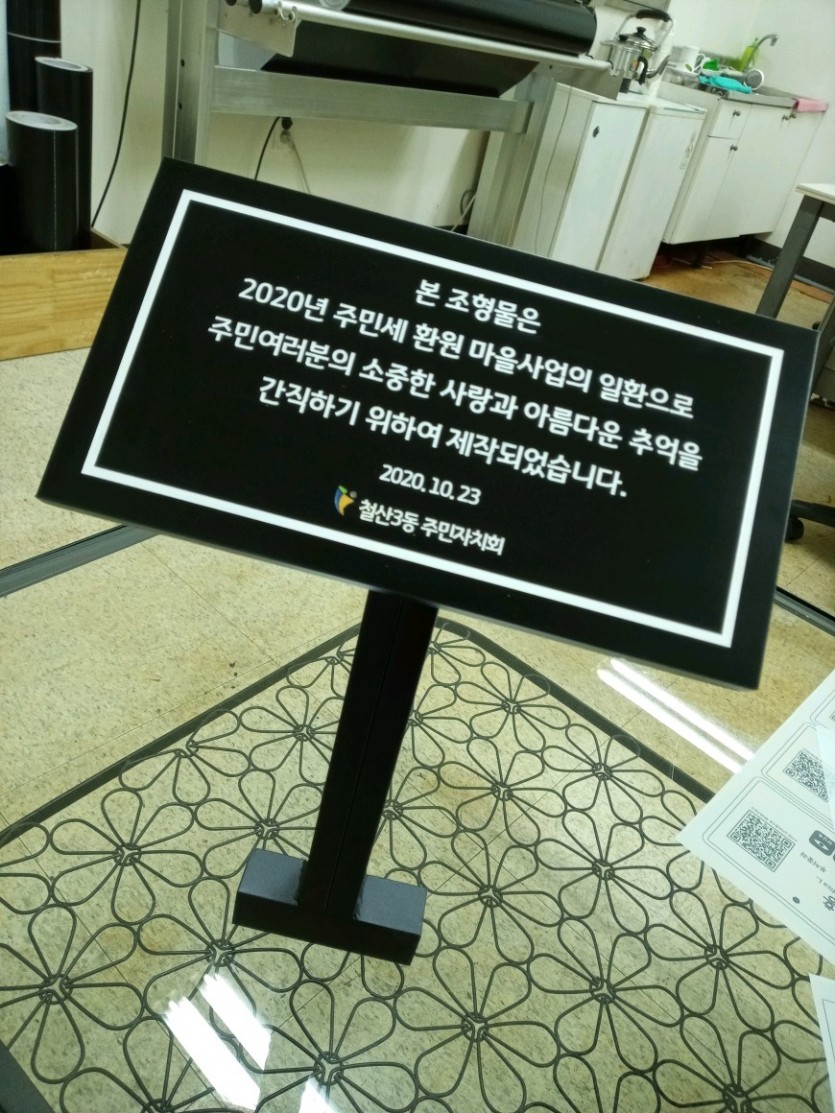 본 조형물은
2020년 주민세 환원 마을사업의 일환으로
주민여러분의 소중한 사랑과 아름다운 추억을
간직하기 위하여 제작되었습니다.
2020. 10. 23
철산3동 주민자치회